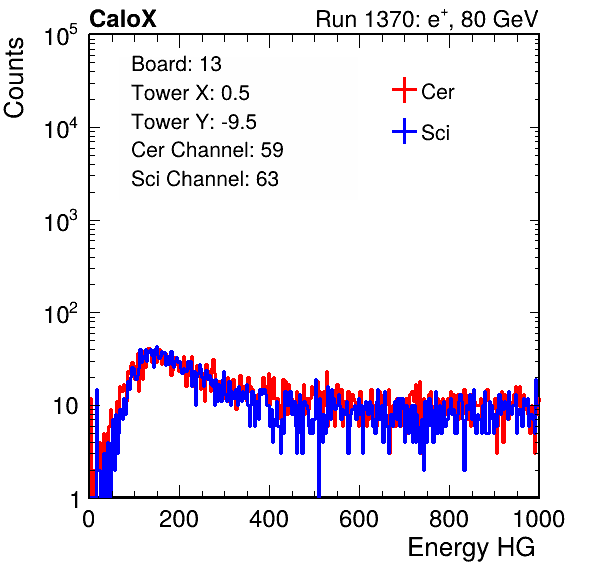 CaloX Run 1370: e⁺, 80 GeV
Counts
10⁵
10⁴
10³
10²
10
1
Board: 13
Tower X: 0.5
Tower Y: -9.5
Cer Channel: 59
Sci Channel: 63
Cer
Sci
0 200 400 600 800 1000
Energy HG